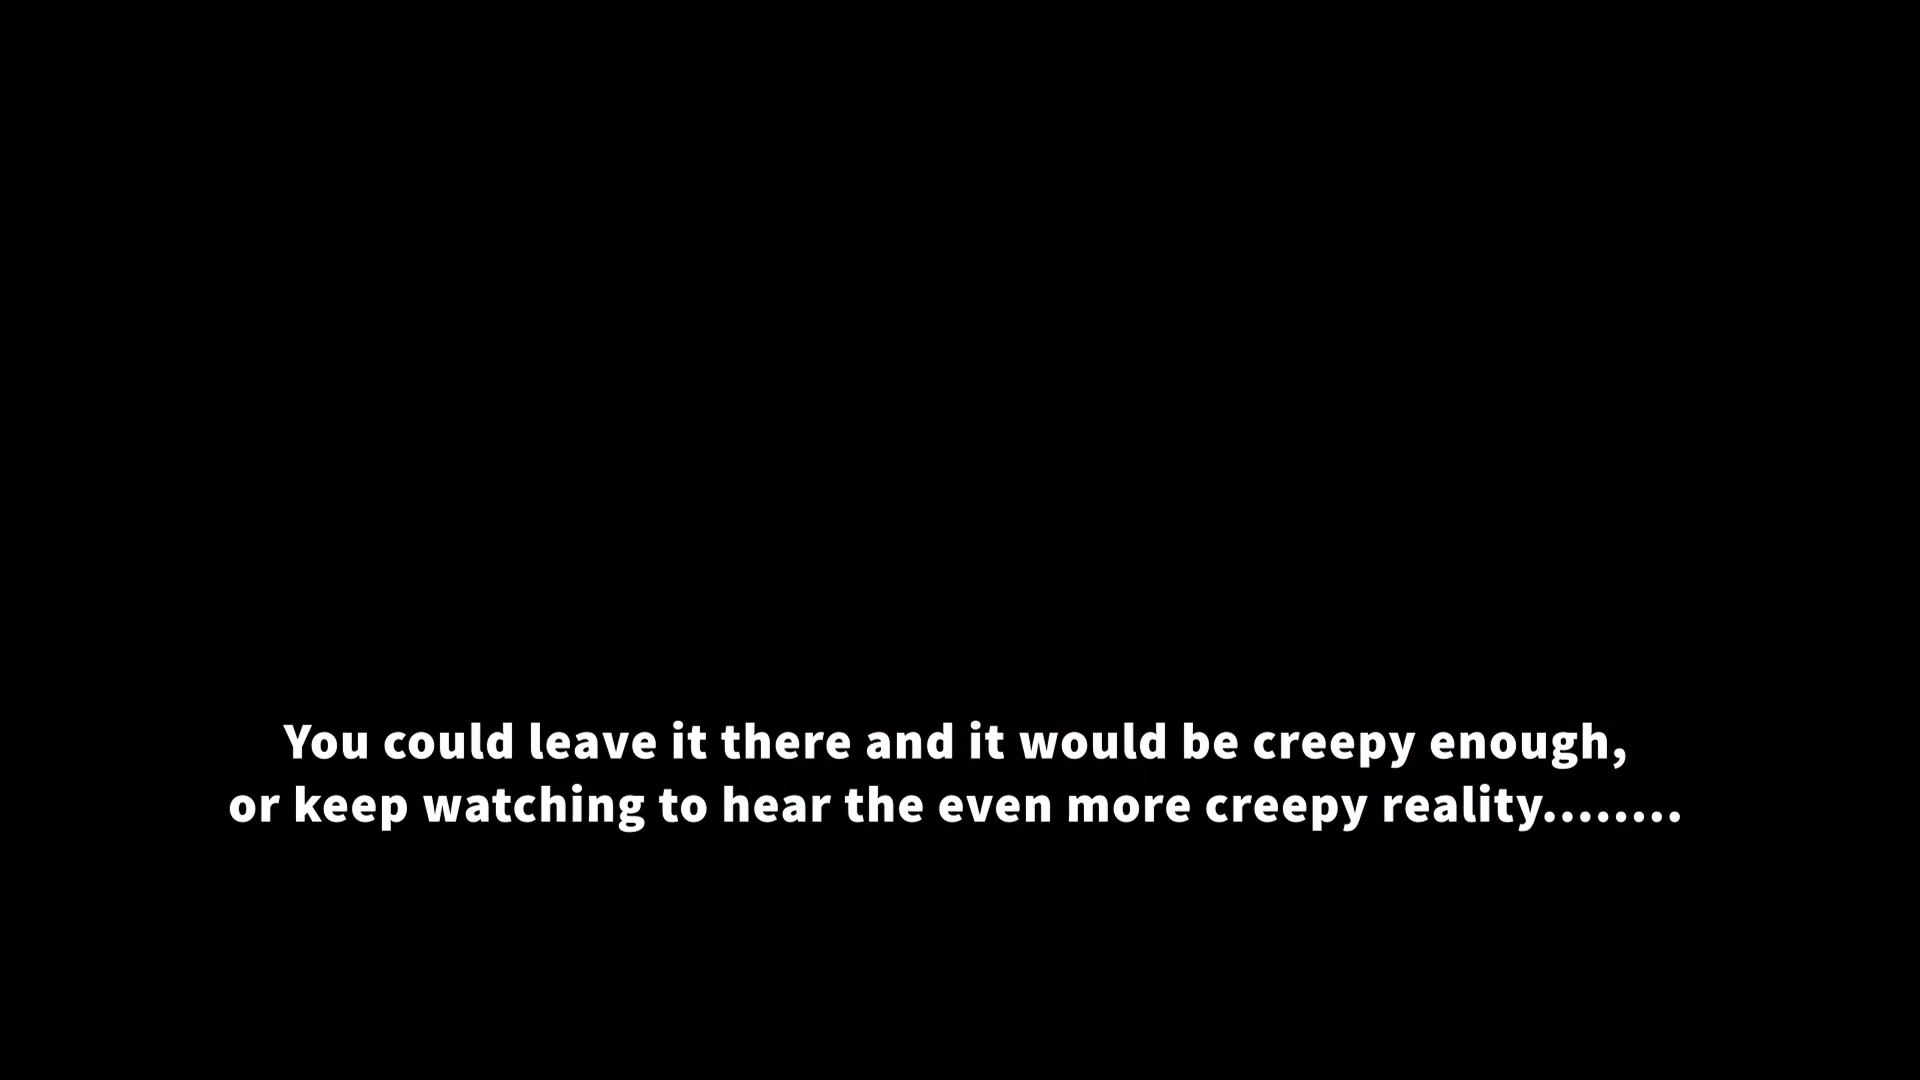 You could leave it there and it would be creepy enough,
or keep watching to hear the even more creepy reality........